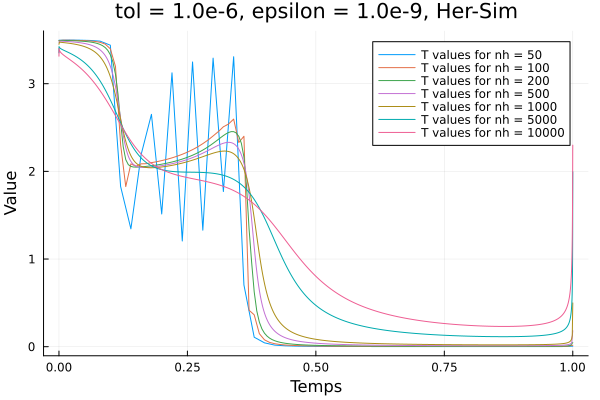 tol = 1.0e-6, epsilon = 1.0e-9, Her-Sim
T values for nh = 50
T values for nh = 100
T values for nh = 200
T values for nh = 500
T values for nh = 1000
T values for nh = 5000
T values for nh = 10000
3
2
1
0
Value
0.00
0.25
0.50
0.75
1.00
Temps